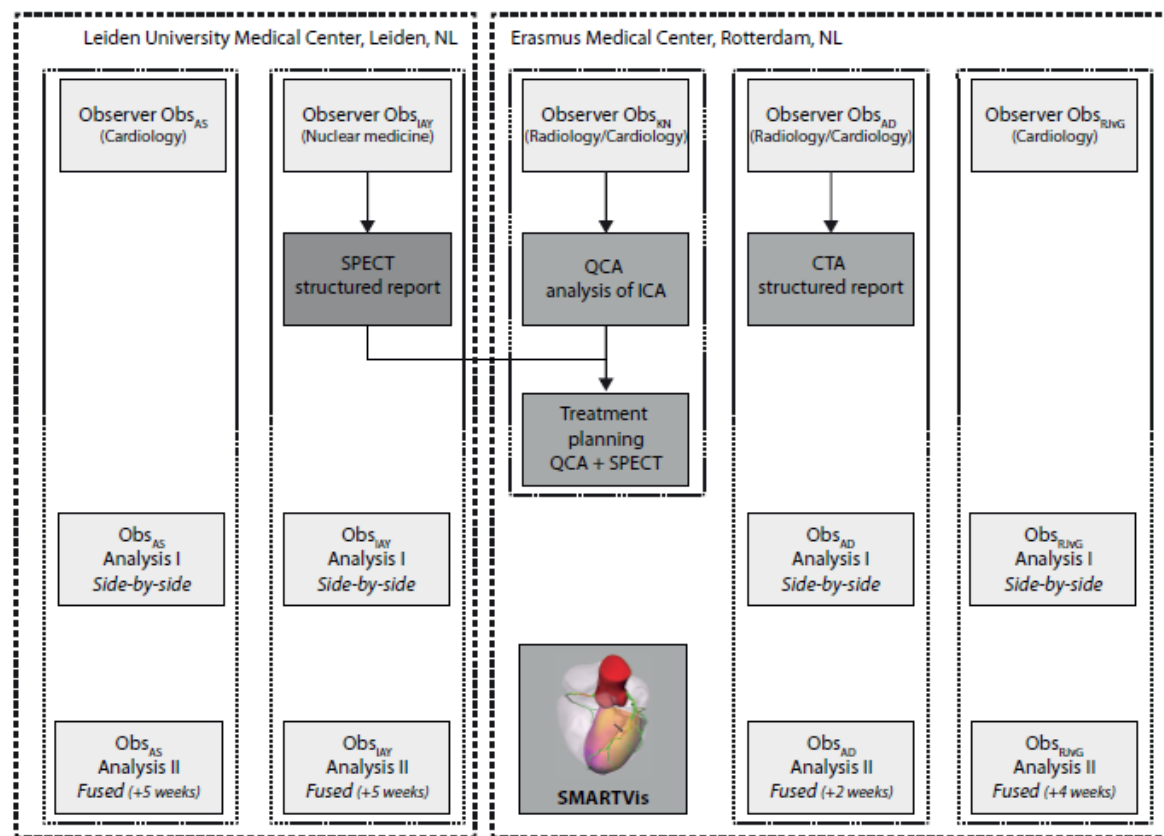 Leiden University Medical Center, Leiden, NL
Erasmus Medical Center, Rotterdam, NL
Observer Obs_AS
(Cardiology)
Observer Obs_IAY
(Nuclear medicine)
Observer Obs_KN
(Radiology/Cardiology)
Observer Obs_AD
(Radiology/Cardiology)
Observer Obs_RJvG
(Cardiology)
SPECT
structured report
QCA
analysis of ICA
CTA
structured report
Treatment
planning
QCA + SPECT
Obs_AS
Analysis I
Side-by-side
Obs_IAY
Analysis I
Side-by-side
Obs_AD
Analysis I
Side-by-side
Obs_RJvG
Analysis I
Side-by-side
SMARTVis
Obs_AS
Analysis II
Fused (+5 weeks)
Obs_IAY
Analysis II
Fused (+5 weeks)
Obs_AD
Analysis II
Fused (+2 weeks)
Obs_RJvG
Analysis II
Fused (+4 weeks)